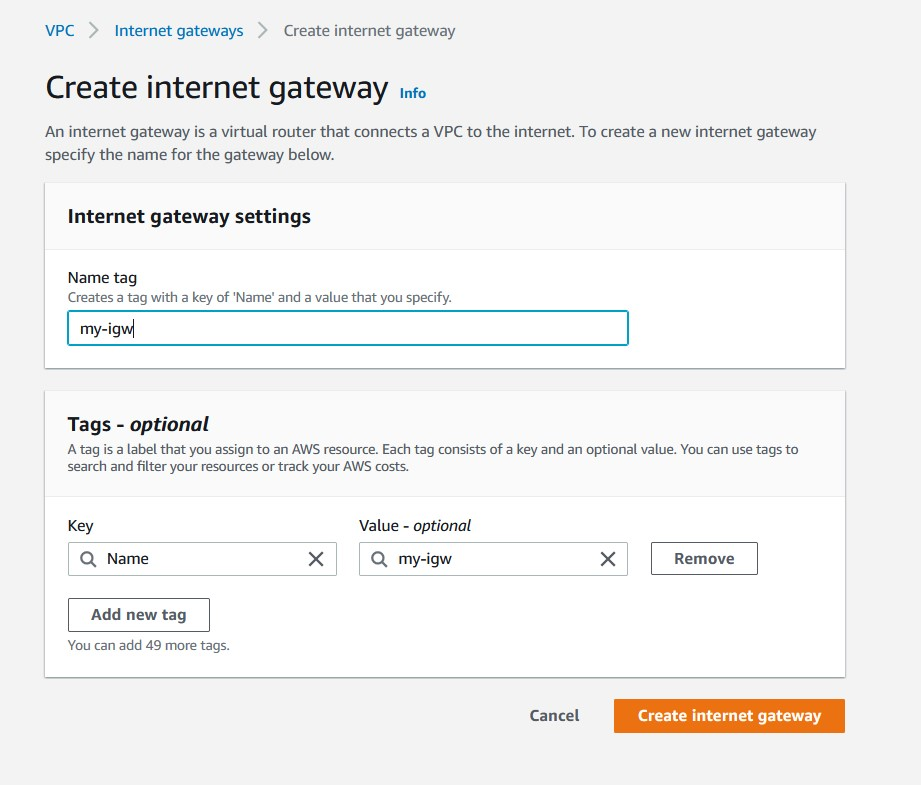 VPC > Internet gateways > Create internet gateway
Create internet gateway Info
An internet gateway is a virtual router that connects a VPC to the internet. To create a new internet gateway
specify the name for the gateway below.
Internet gateway settings
Name tag
Creates a tag with a key of 'Name' and a value that you specify.
my-igw
Tags - optional
A tag is a label that you assign to an AWS resource. Each tag consists of a key and an optional value. You can use tags to
search and filter your resources or track your AWS costs.
Key Value - optional
Name my-igw Remove
Add new tag
You can add 49 more tags.
Cancel Create internet gateway